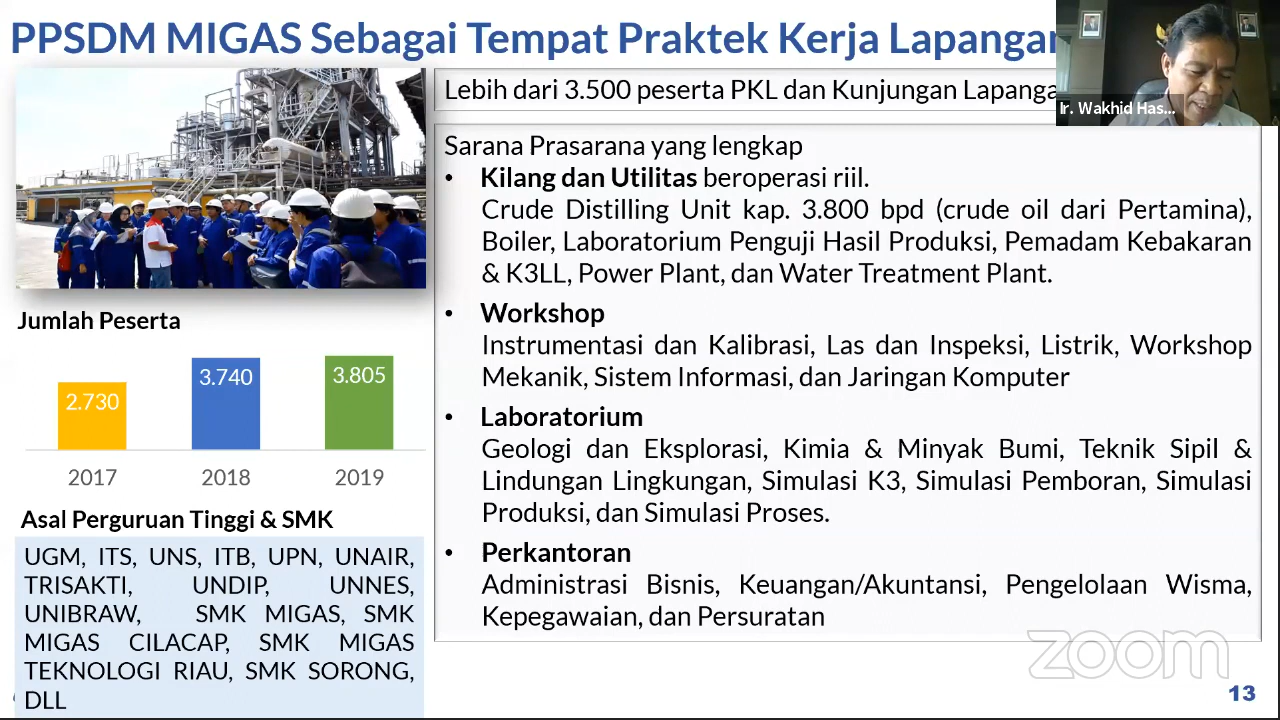 PPSDM MIGAS Sebagai Tempat Praktek Kerja Lapangan
Ir. Wakhid Has...
Lebih dari 3.500 peserta PKL dan Kunjungan
Sarana Prasarana yang lengkap
• Kilang dan Utilitas beroperasi riil.
Crude Distilling Unit kap. 3.800 bpd (crude oil dari Pertamina),
Boiler, Laboratorium Penguji Hasil Produksi, Pemadam Kebakaran
& K3LL, Power Plant, dan Water Treatment Plant.
• Workshop
Instrumentasi dan Kalibrasi, Las dan Inspeksi, Listrik, Workshop
Mekanik, Sistem Informasi, dan Jaringan Komputer
• Laboratorium
Geologi dan Eksplorasi, Kimia & Minyak Bumi, Teknik Sipil &
Lindungan Lingkungan, Simulasi K3, Simulasi Pemboran, Simulasi
Produksi, dan Simulasi Proses.
• Perkantoran
Administrasi Bisnis, Keuangan/Akuntansi, Pengelolaan Wisma,
Kepegawaian, dan Persuratan
Jumlah Peserta
2.730 3.740 3.805
2017 2018 2019
Asal Perguruan Tinggi & SMK
UGM, ITS, UNS, ITB, UPN, UNAIR,
TRISAKTI, UNDIP, UNNES,
UNIBRAW, SMK MIGAS, SMK
MIGAS CILACAP, SMK MIGAS
TEKNOLOGI RIAU, SMK SORONG,
DLL
zoom
13